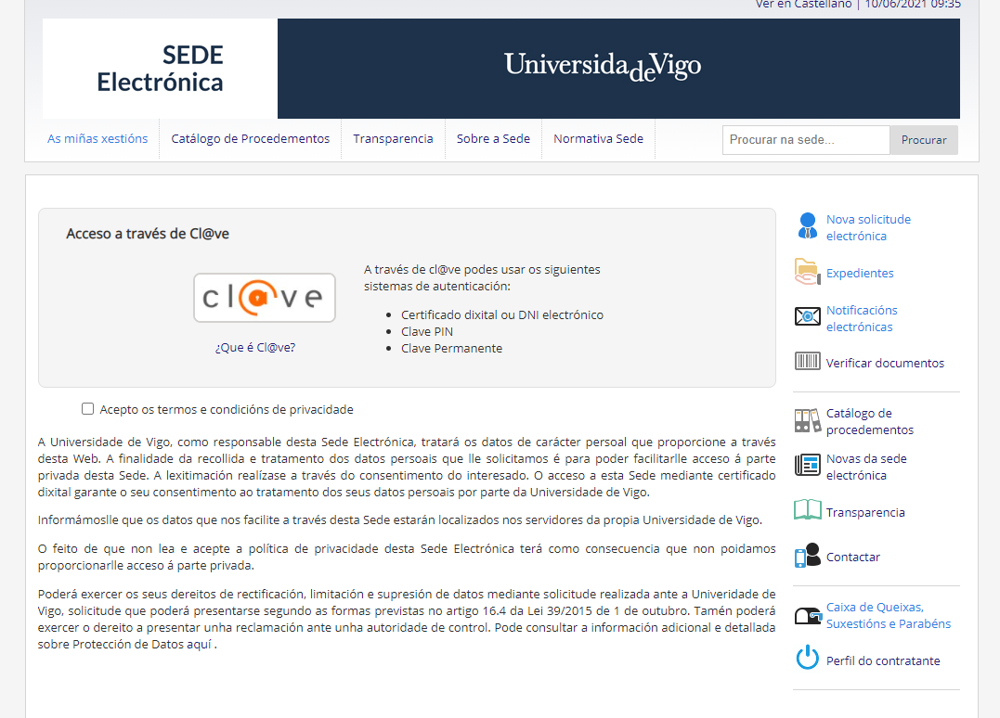 Ver en Castellano | 10/06/2021 09:35
SEDE
Electrónica
UniversidadeVigo
As miñas xestións
Catálogo de Procedementos
Transparencia
Sobre a Sede
Normativa Sede
Procurar na sede...
Procurar
Acceso a través de Cl@ve
cl@ve
¿Que é Cl@ve?
A través de cl@ve podes usar os siguientes
sistemas de autenticación:
Certificado dixital ou DNI electrónico
Clave PIN
Clave Permanente
Acepto os termos e condicións de privacidade
A Universidade de Vigo, como responsable desta Sede Electrónica, tratará os datos de carácter persoal que proporcione a través
desta Web. A finalidade da recollida e tratamento dos datos persoais que lle solicitamos é para poder facilitarlle acceso á parte
privada desta Sede. A lexitimación realízase a través do consentimento do interesado. O acceso a esta Sede mediante certificado
dixital garante o seu consentimento ao tratamento dos seus datos persoais por parte da Universidade de Vigo.
Informámoslle que os datos que nos facilite a través desta Sede estarán localizados nos servidores da propia Universidade de Vigo.
O feito de que non lea e acepte a política de privacidade desta Sede Electrónica terá como consecuencia que non poidamos
proporcionarlle acceso á parte privada.
Poderá exercer os seus dereitos de rectificación, limitación e supresión de datos mediante solicitude realizada ante a Univeridade de
Vigo, solicitude que poderá presentarse segundo as formas previstas no artigo 16.4 da Lei 39/2015 de 1 de outubro. Tamén poderá
exercer o dereito a presentar unha reclamación ante unha autoridade de control. Pode consultar a información adicional e detallada
sobre Protección de Datos aquí .
Nova solicitude
electrónica
Expedientes
Notificacións
electrónicas
Verificar documentos
Catálogo de
procedementos
Novas da sede
electrónica
Transparencia
Contactar
Caixa de Queixas,
Suxestións e Parabéns
Perfil do contratante